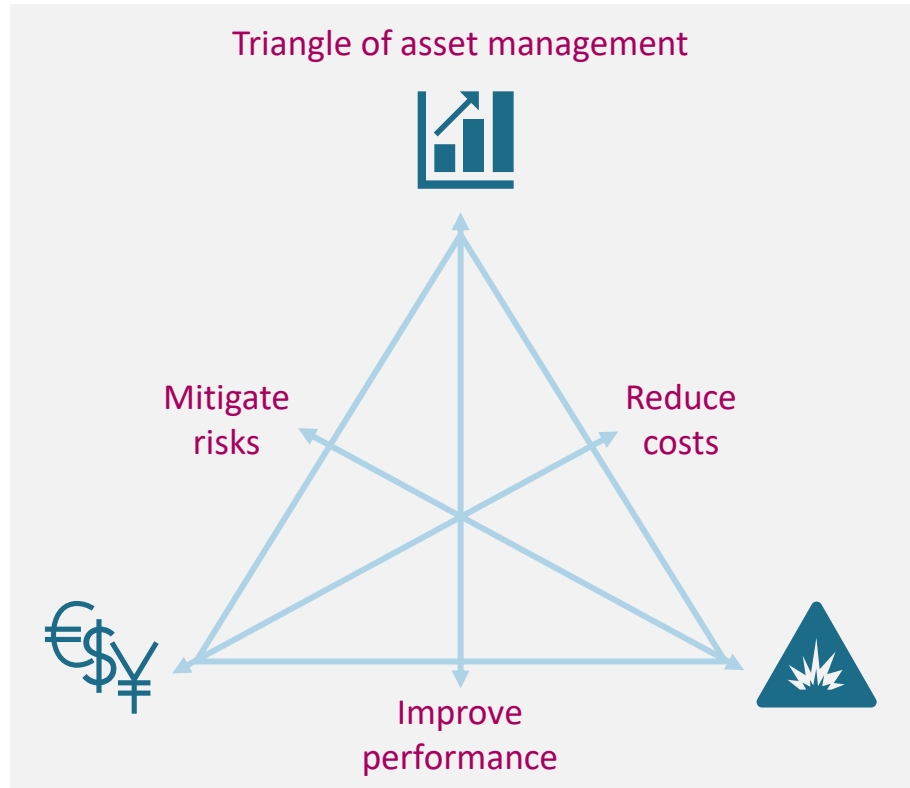 Triangle of asset management
Mitigate
risks
Reduce
costs
€$¥
Improve
performance